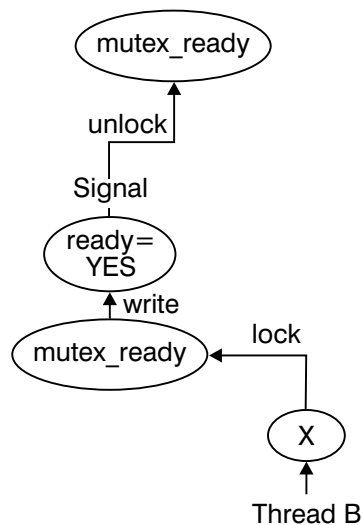 mutex_ready
unlock
Signal
ready=
YES
write
mutex_ready
lock
X
Thread B